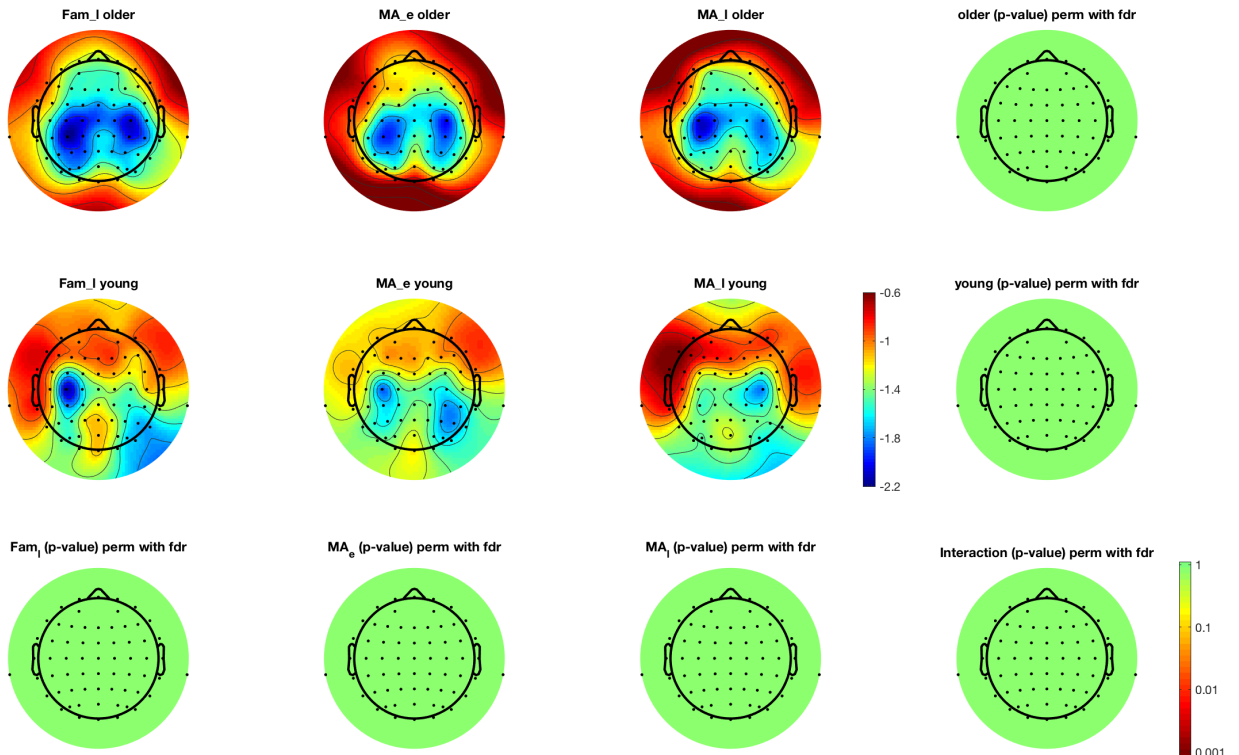 Fam_l older
MA_e older
MA_l older
older (p-value) perm with fdr
Fam_l young
MA_e young
MA_l young
young (p-value) perm with fdr
-0.6
-1
-1.4
-1.8
-2.2
Fam_l (p-value) perm with fdr
MA_e (p-value) perm with fdr
MA_l (p-value) perm with fdr
Interaction (p-value) perm with fdr
1
0.1
0.01
0.001